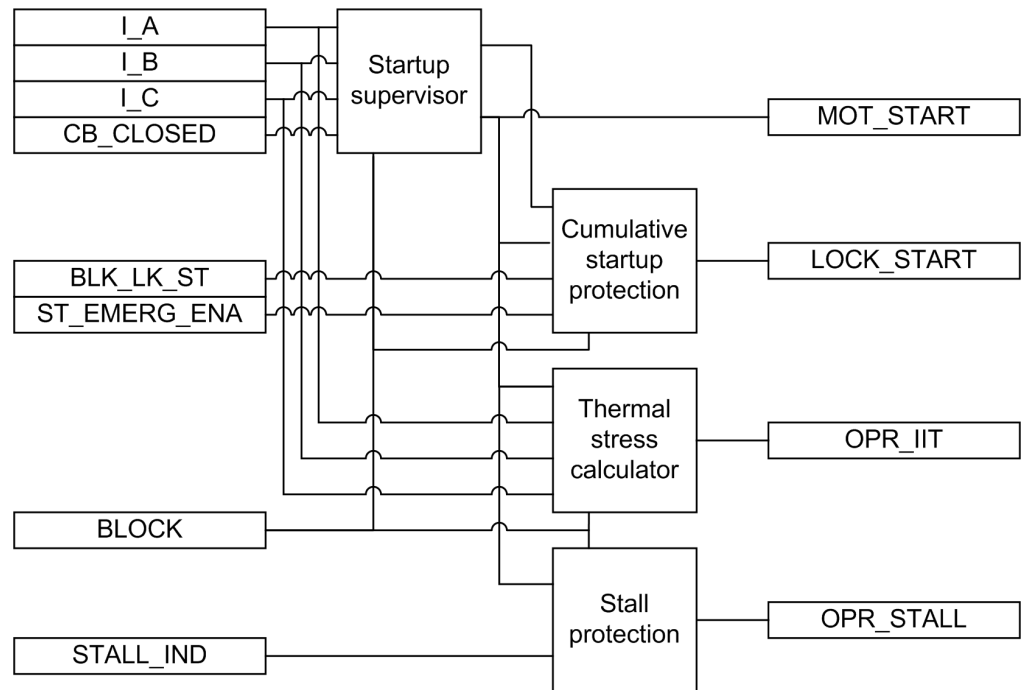 I_A
I_B
I_C
CB_CLOSED
Startup
supervisor
MOT_START
Cumulative
startup
protection
LOCK_START
BLK_LK_ST
ST_EMERG_ENA
Thermal
stress
calculator
OPR_IIT
BLOCK
Stall
protection
OPR_STALL
STALL_IND